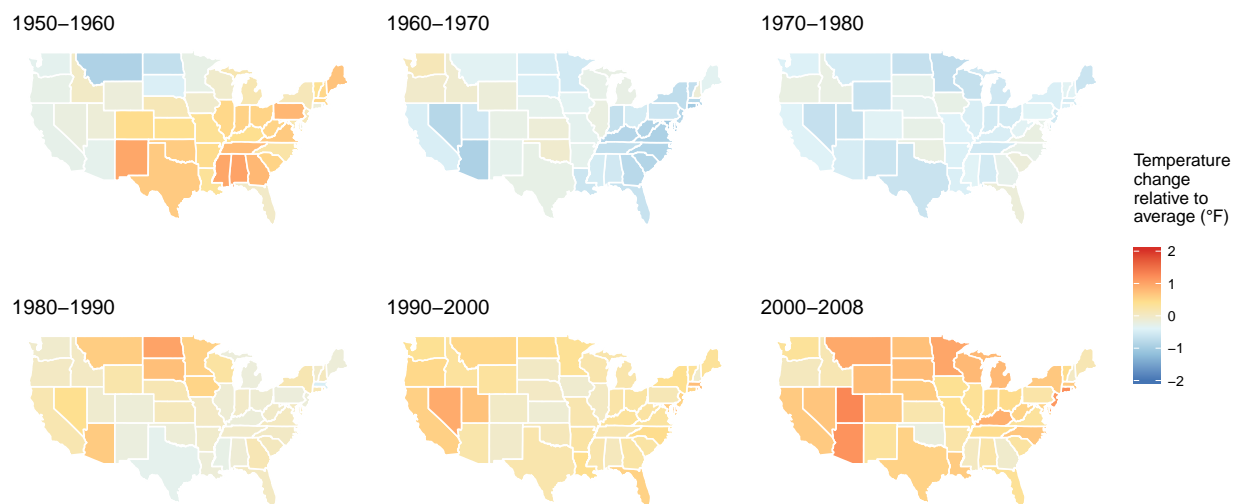 1950–1960
1960–1970
1970–1980
Temperature
change
relative to
average (°F)
2
1
0
−1
−2
1980–1990
1990–2000
2000–2008